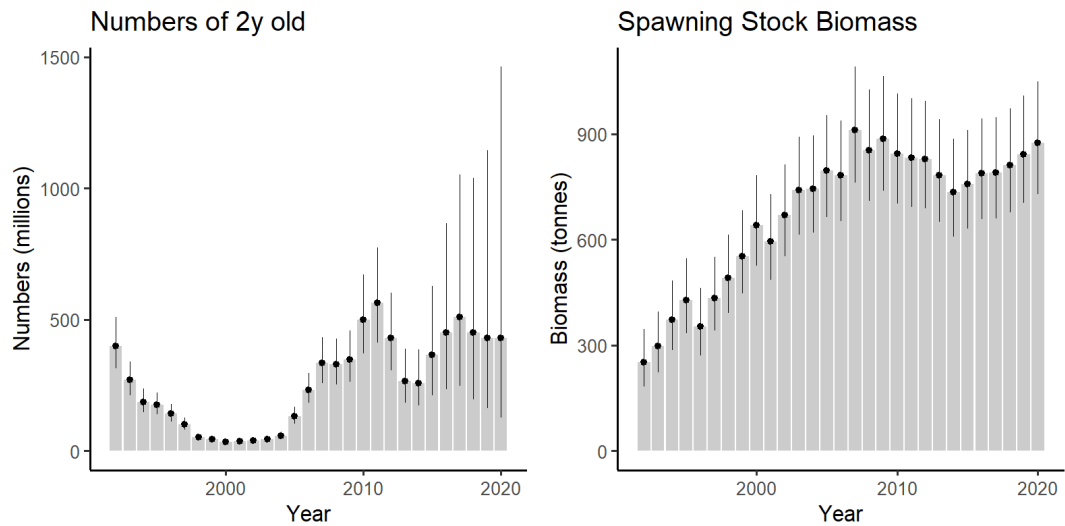 Numbers of 2y old
Numbers (millions)
1500
1000
500
0
2000 2010 2020
Year
Spawning Stock Biomass
Biomass (tonnes)
900
600
300
0
2000 2010 2020
Year